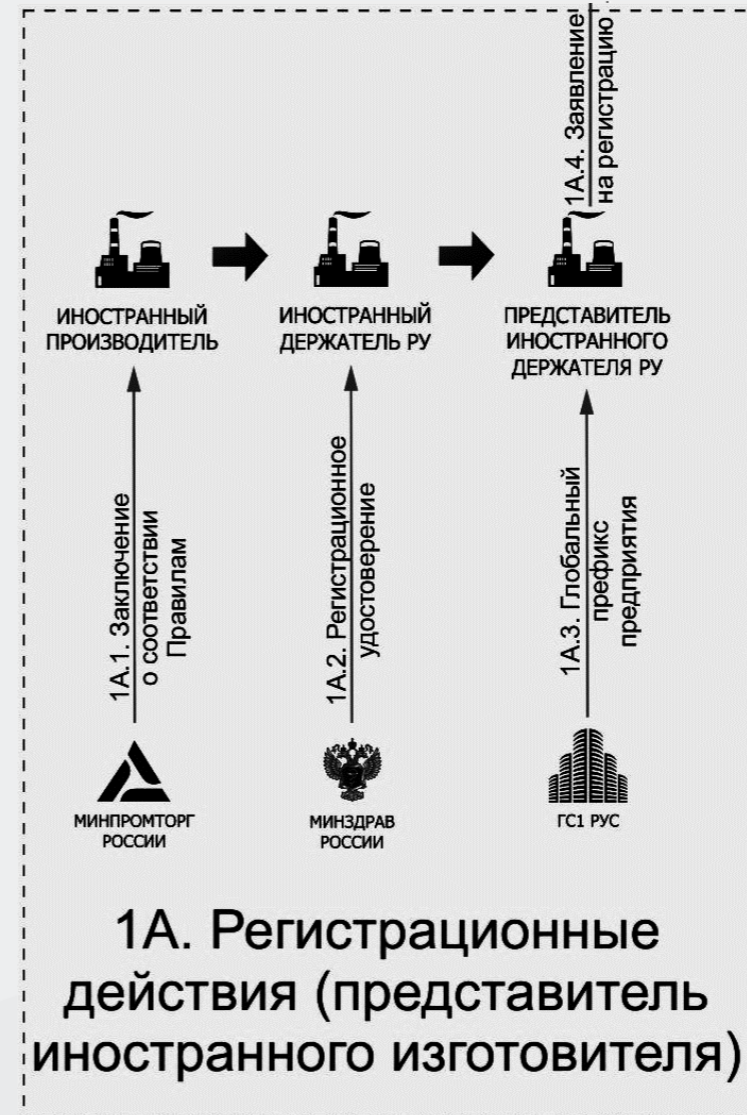 1А.4. Заявление
на регистрацию
ИНОСТРАННЫЙ
ПРОИЗВОДИТЕЛЬ
ИНОСТРАННЫЙ
ДЕРЖАТЕЛЬ РУ
ПРЕДСТАВИТЕЛЬ
ИНОСТРАННОГО
ДЕРЖАТЕЛЯ РУ
1А.1. Заключение
о соответствии
Правилам
1А.2. Регистрационное
удостоверение
1А.3. Глобальный
префикс
предприятия
МИНПРОМТОРГ
РОССИИ
МИНЗДРАВ
РОССИИ
ГС1 РУС
1А. Регистрационные
действия (представитель
иностранного изготовителя)